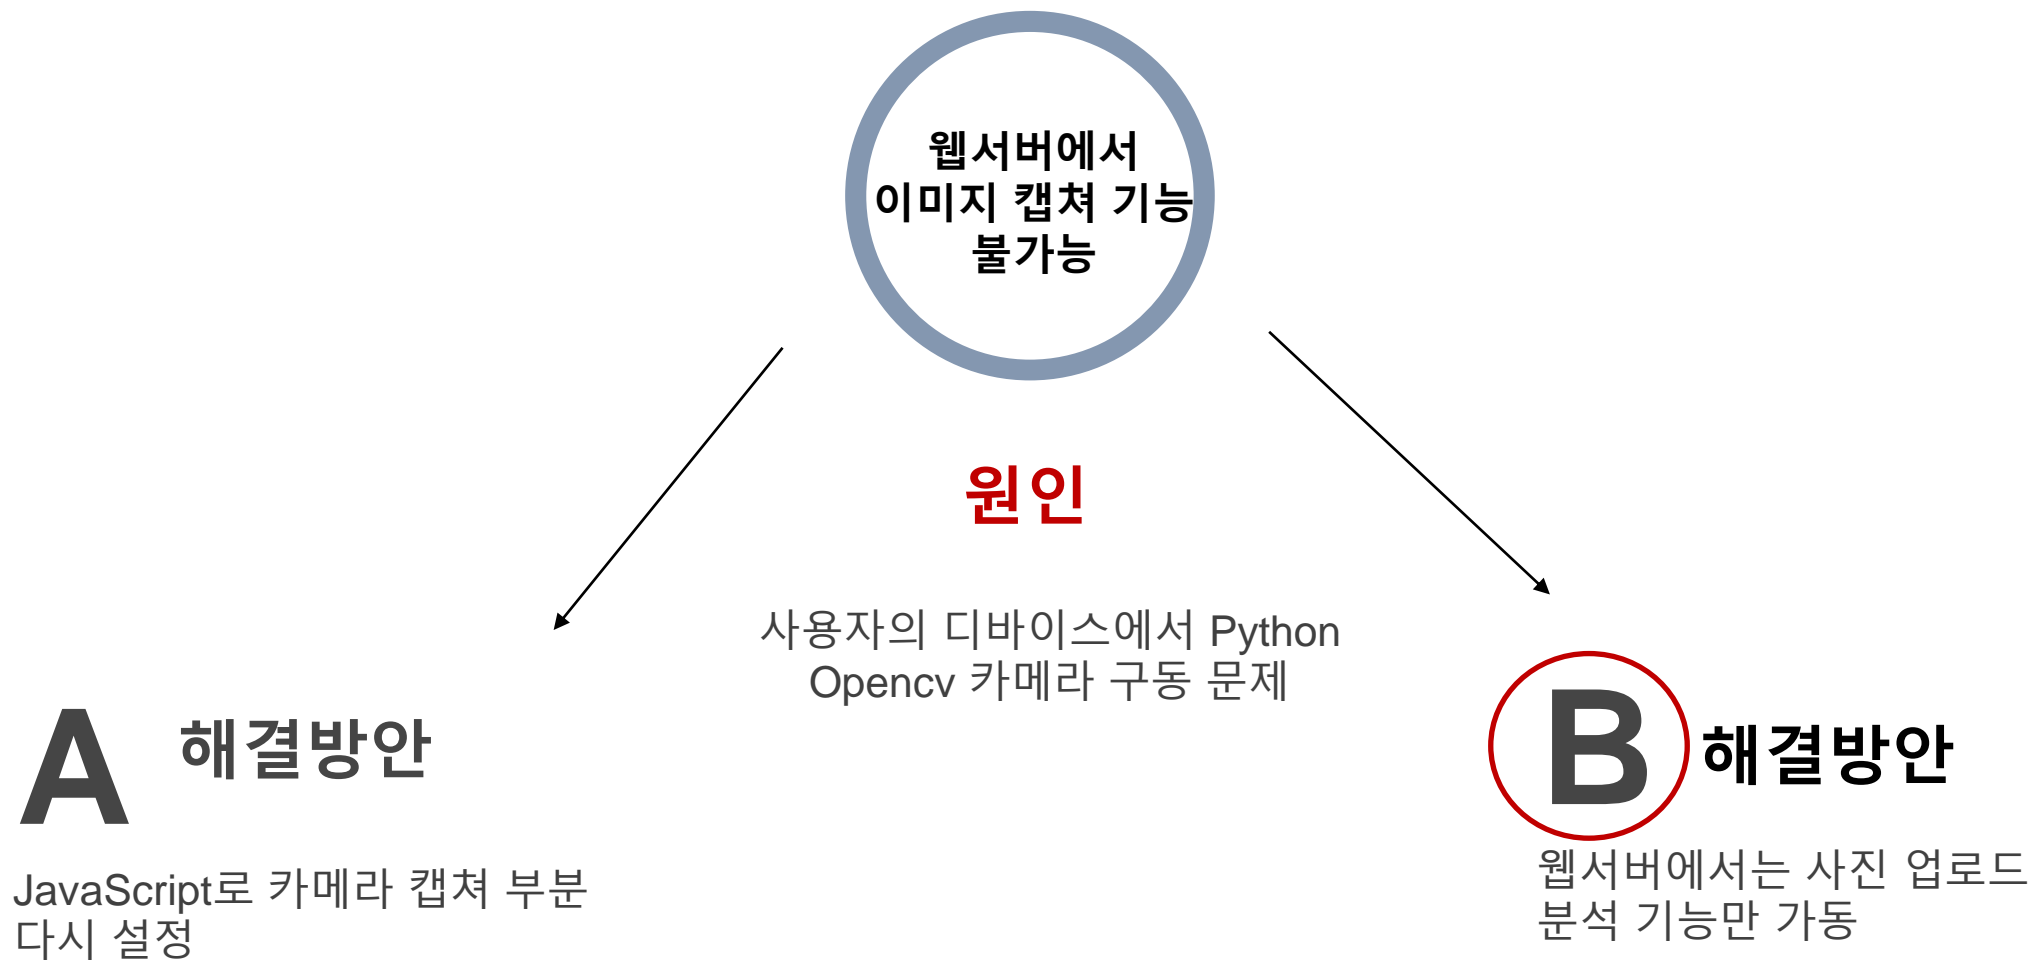 웹서버에서
이미지 캡쳐 기능
불가능
원인
사용자의 디바이스에서 Python
Opencv 카메라 구동 문제
A 해결방안
JavaScript로 카메라 캡쳐 부분
다시 설정
B 해결방안
웹서버에서는 사진 업로드
분석 기능만 가동